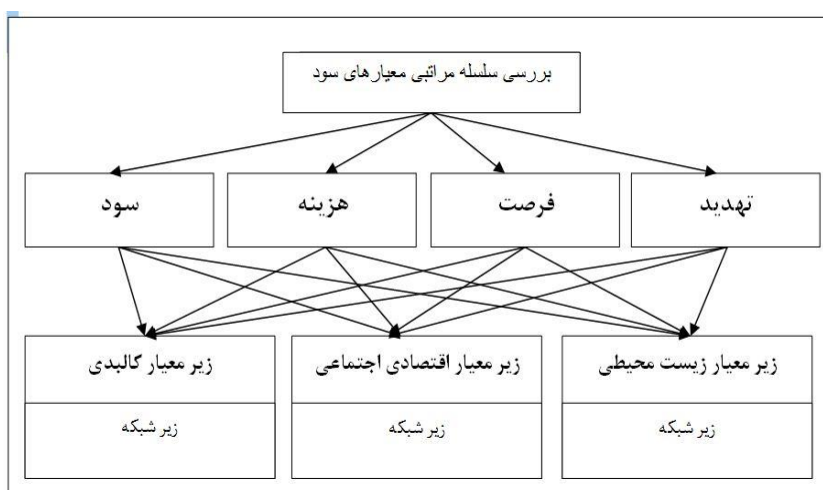 بررسی سلسله مراتبی معیارهای سود
تهدید
فرصت
هزینه
سود
زیر معیار زیست محیطی
زیر معیار اقتصادی اجتماعی
زیر معیار کالبدی
زیر شبکه
زیر شبکه
زیر شبکه